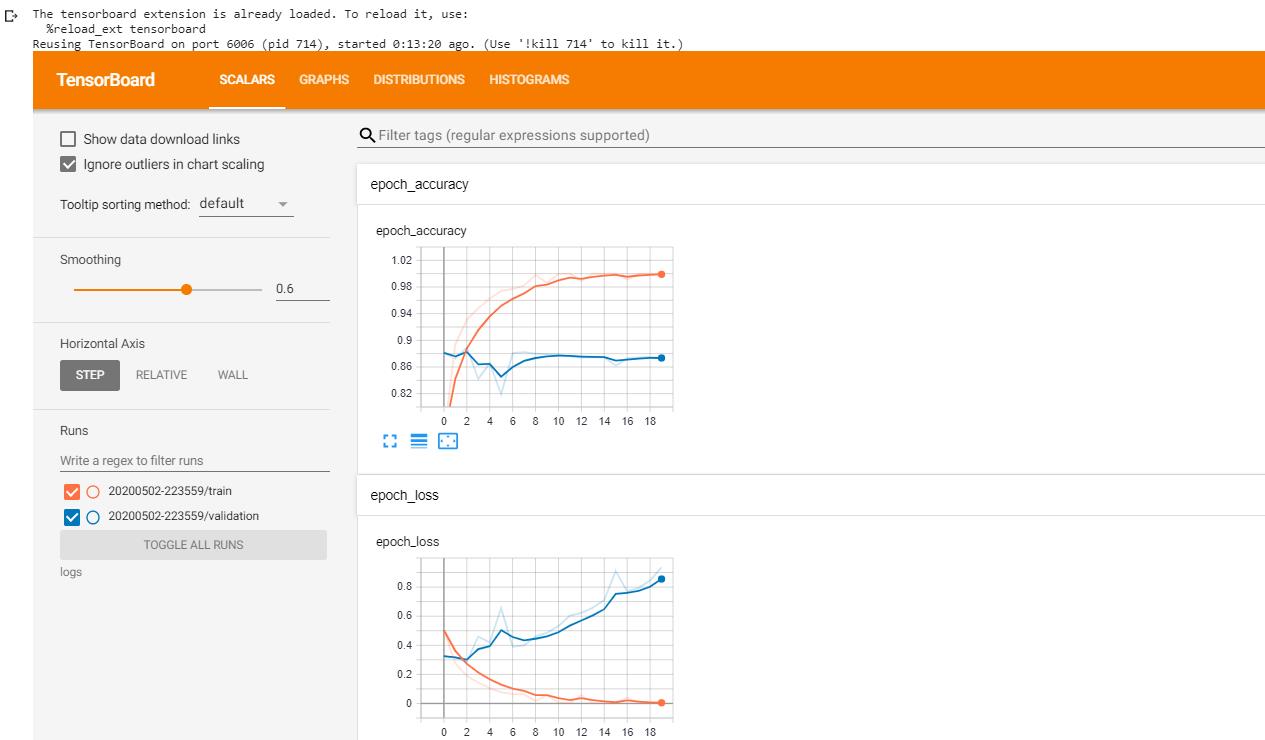 The tensorboard extension is already loaded. To reload it, use:
%reload_ext tensorboard
Reusing TensorBoard on port 6006 (pid 714), started 0:13:20 ago. (Use '!kill 714' to kill it.)
TensorBoard SCALARS GRAPHS DISTRIBUTIONS HISTOGRAMS
Show data download links
Ignore outliers in chart scaling
Tooltip sorting method: default
Smoothing
0.6
Horizontal Axis
STEP RELATIVE WALL
Runs
Write a regex to filter runs
20200502-223559/train
20200502-223559/validation
TOGGLE ALL RUNS
logs
Filter tags (regular expressions supported)
epoch_accuracy
epoch_accuracy
1.02
0.98
0.94
0.9
0.86
0.82
0 2 4 6 8 10 12 14 16 18
epoch_loss
epoch_loss
0.8
0.6
0.4
0.2
0
0 2 4 6 8 10 12 14 16 18